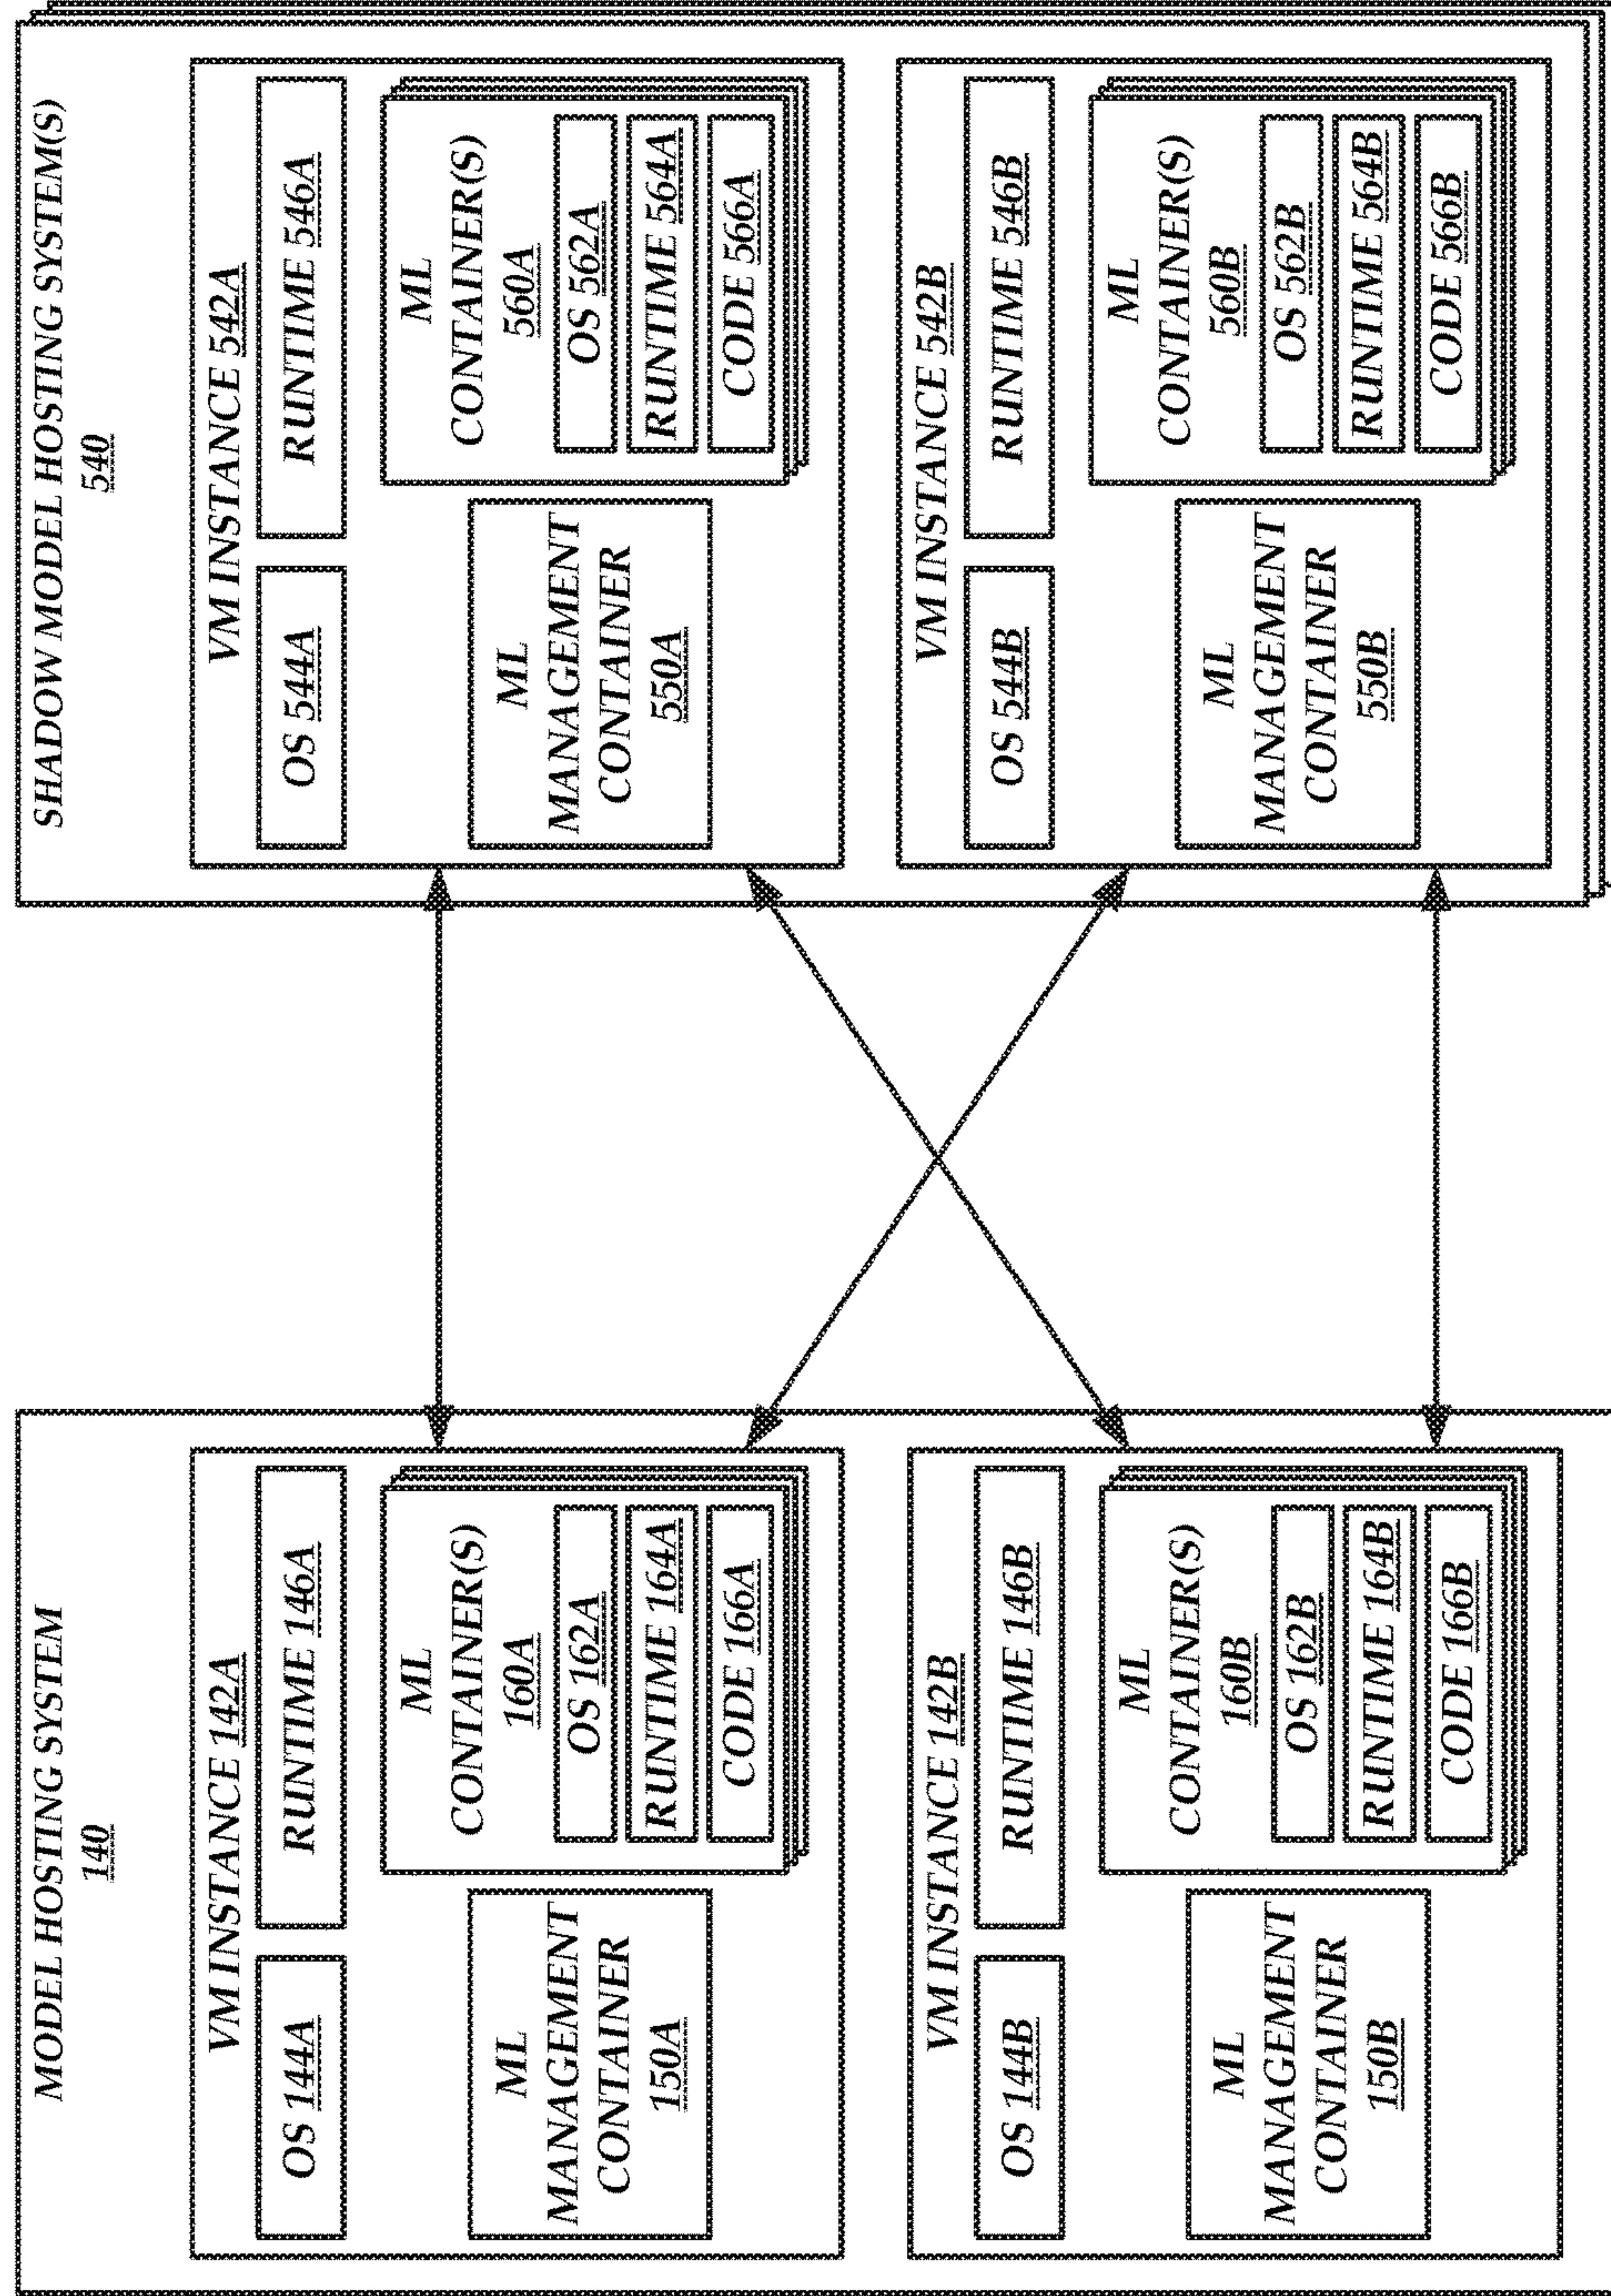 MODEL HOSTING SYSTEM
140
VM INSTANCE 142A
OS 144A
RUNTIME 146A
ML
MANAGEMENT
CONTAINER
150A
ML
CONTAINER(S)
160A
OS 162A
RUNTIME 164A
CODE 166A
VM INSTANCE 142B
OS 144B
RUNTIME 146B
ML
MANAGEMENT
CONTAINER
150B
ML
CONTAINER(S)
160B
OS 162B
RUNTIME 164B
CODE 166B
SHADOW MODEL HOSTING SYSTEM(S)
540
VM INSTANCE 542A
OS 544A
RUNTIME 546A
ML
MANAGEMENT
CONTAINER
550A
ML
CONTAINER(S)
560A
OS 562A
RUNTIME 564A
CODE 566A
VM INSTANCE 542B
OS 544B
RUNTIME 546B
ML
MANAGEMENT
CONTAINER
550B
ML
CONTAINER(S)
560B
OS 562B
RUNTIME 564B
CODE 566B